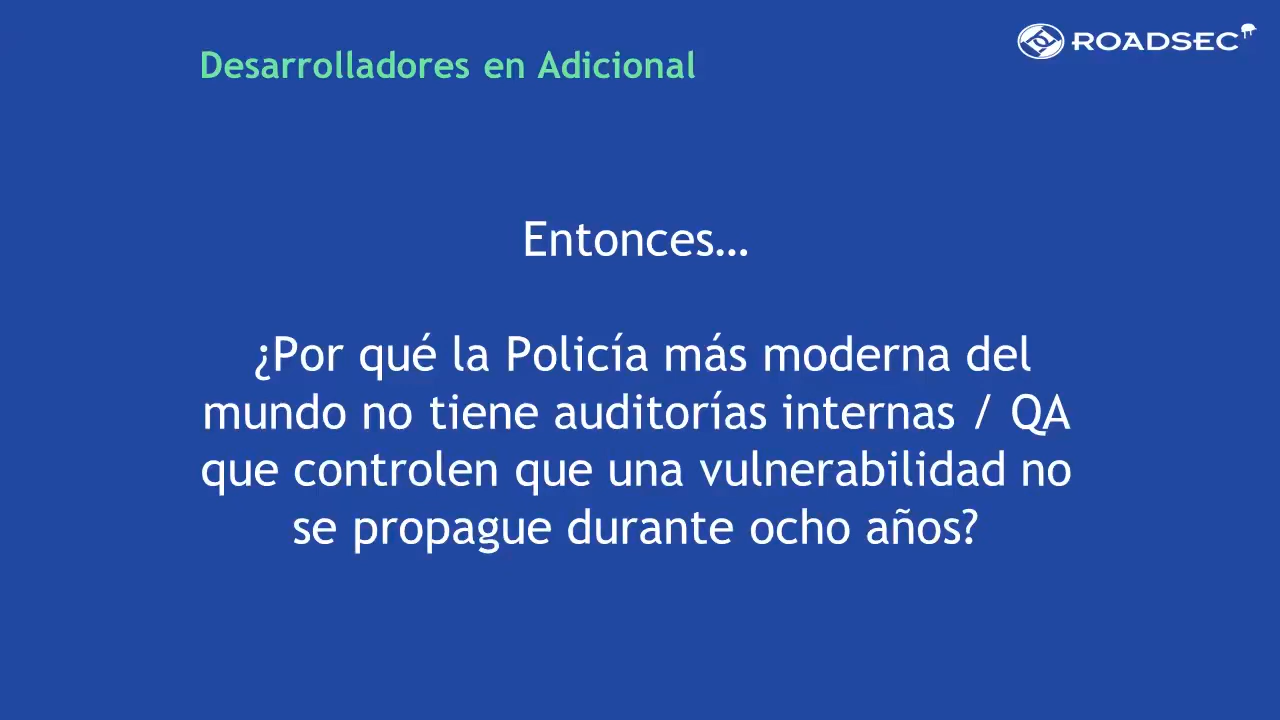 ROADSEC
Desarrolladores en Adicional
Entonces…
¿Por qué la Policía más moderna del
mundo no tiene auditorías internas / QA
que controlen que una vulnerabilidad no
se propague durante ocho años?